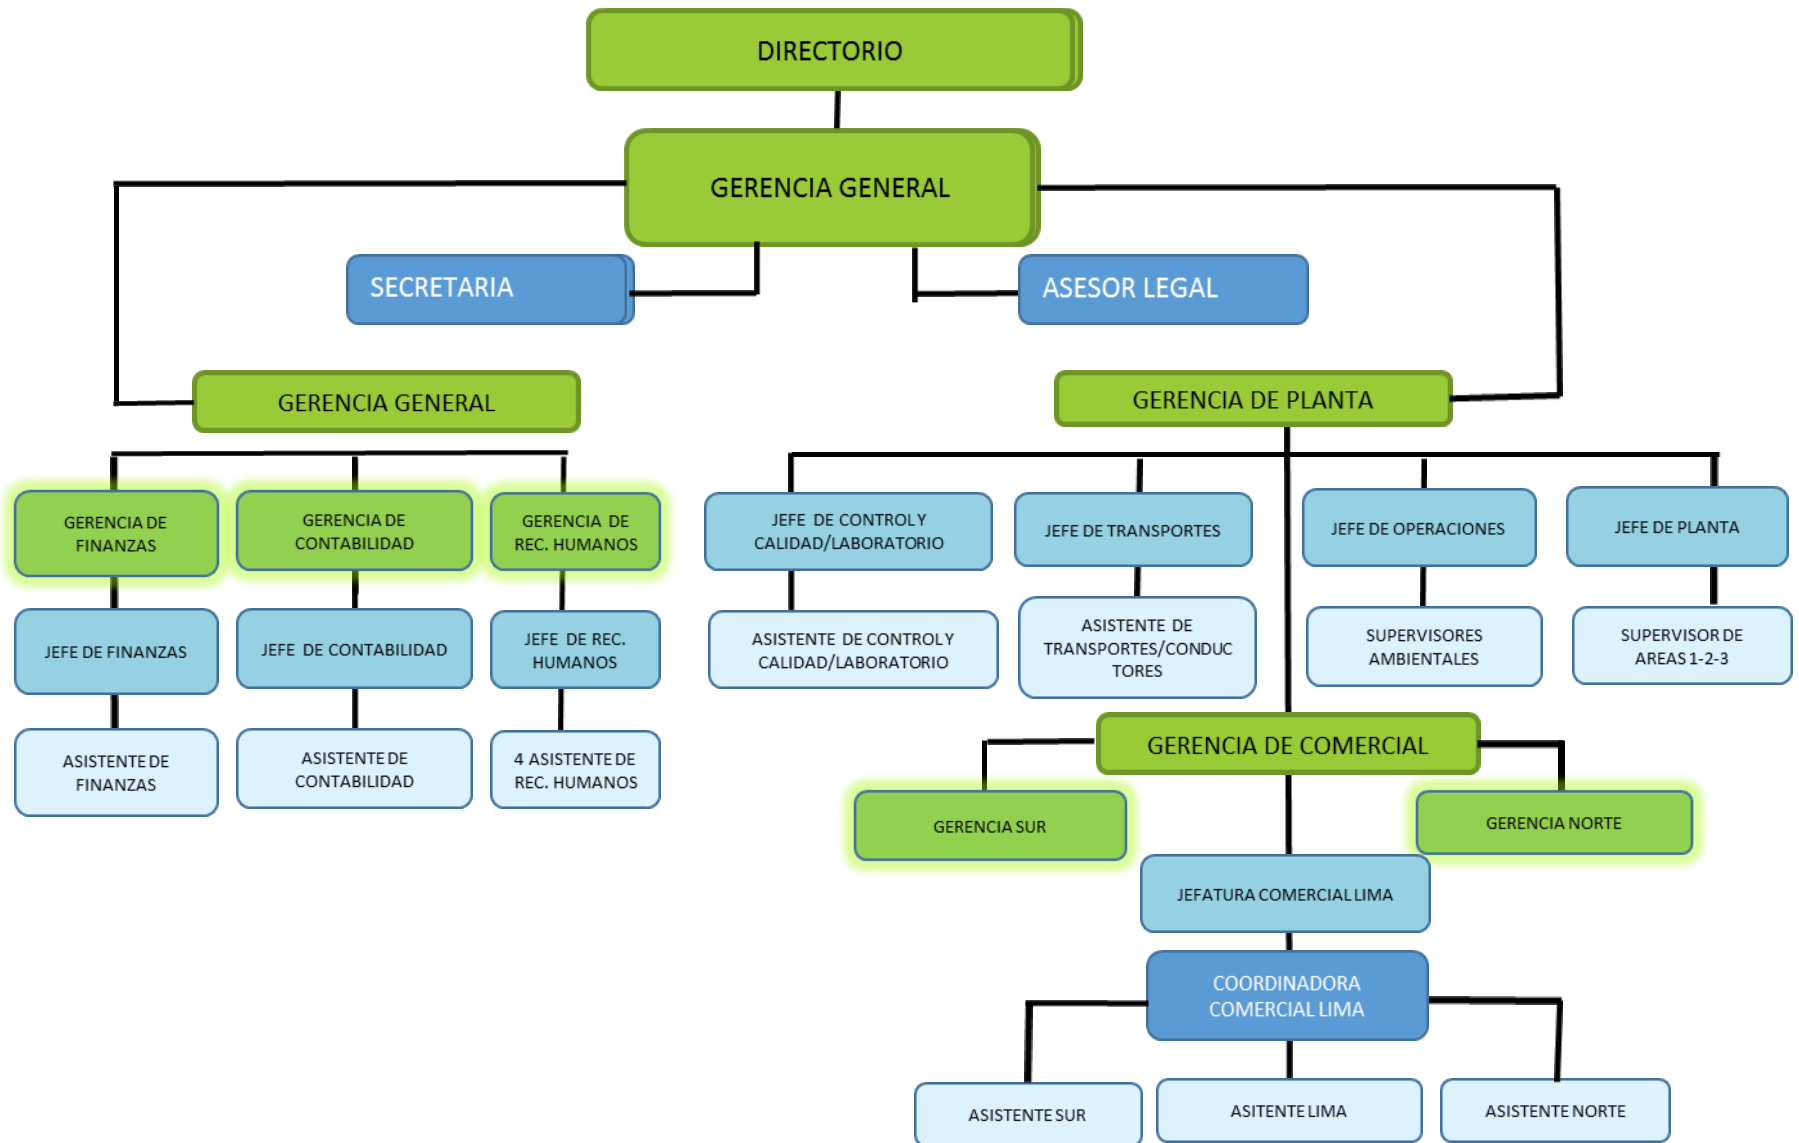 DIRECTORIO
GERENCIA GENERAL
SECRETARIA
ASESOR LEGAL
GERENCIA GENERAL
GERENCIA DE PLANTA
GERENCIA DE
FINANZAS
GERENCIA DE
CONTABILIDAD
GERENCIA DE
REC. HUMANOS
JEFE DE CONTROL Y
CALIDAD/LABORATORIO
JEFE DE TRANSPORTES
JEFE DE OPERACIONES
JEFE DE PLANTA
JEFE DE FINANZAS
JEFE DE CONTABILIDAD
JEFE DE REC.
HUMANOS
ASISTENTE DE CONTROL Y
CALIDAD/LABORATORIO
ASISTENTE DE
TRANSPORTES/CONDUC
TORES
SUPERVISORES
AMBIENTALES
SUPERVISOR DE
AREAS 1-2-3
ASISTENTE DE
FINANZAS
ASISTENTE DE
CONTABILIDAD
4 ASISTENTE DE
REC. HUMANOS
GERENCIA DE COMERCIAL
GERENCIA SUR
GERENCIA NORTE
JEFATURA COMERCIAL LIMA
COORDINADORA
COMERCIAL LIMA
ASISTENTE SUR
ASITENTE LIMA
ASISTENTE NORTE